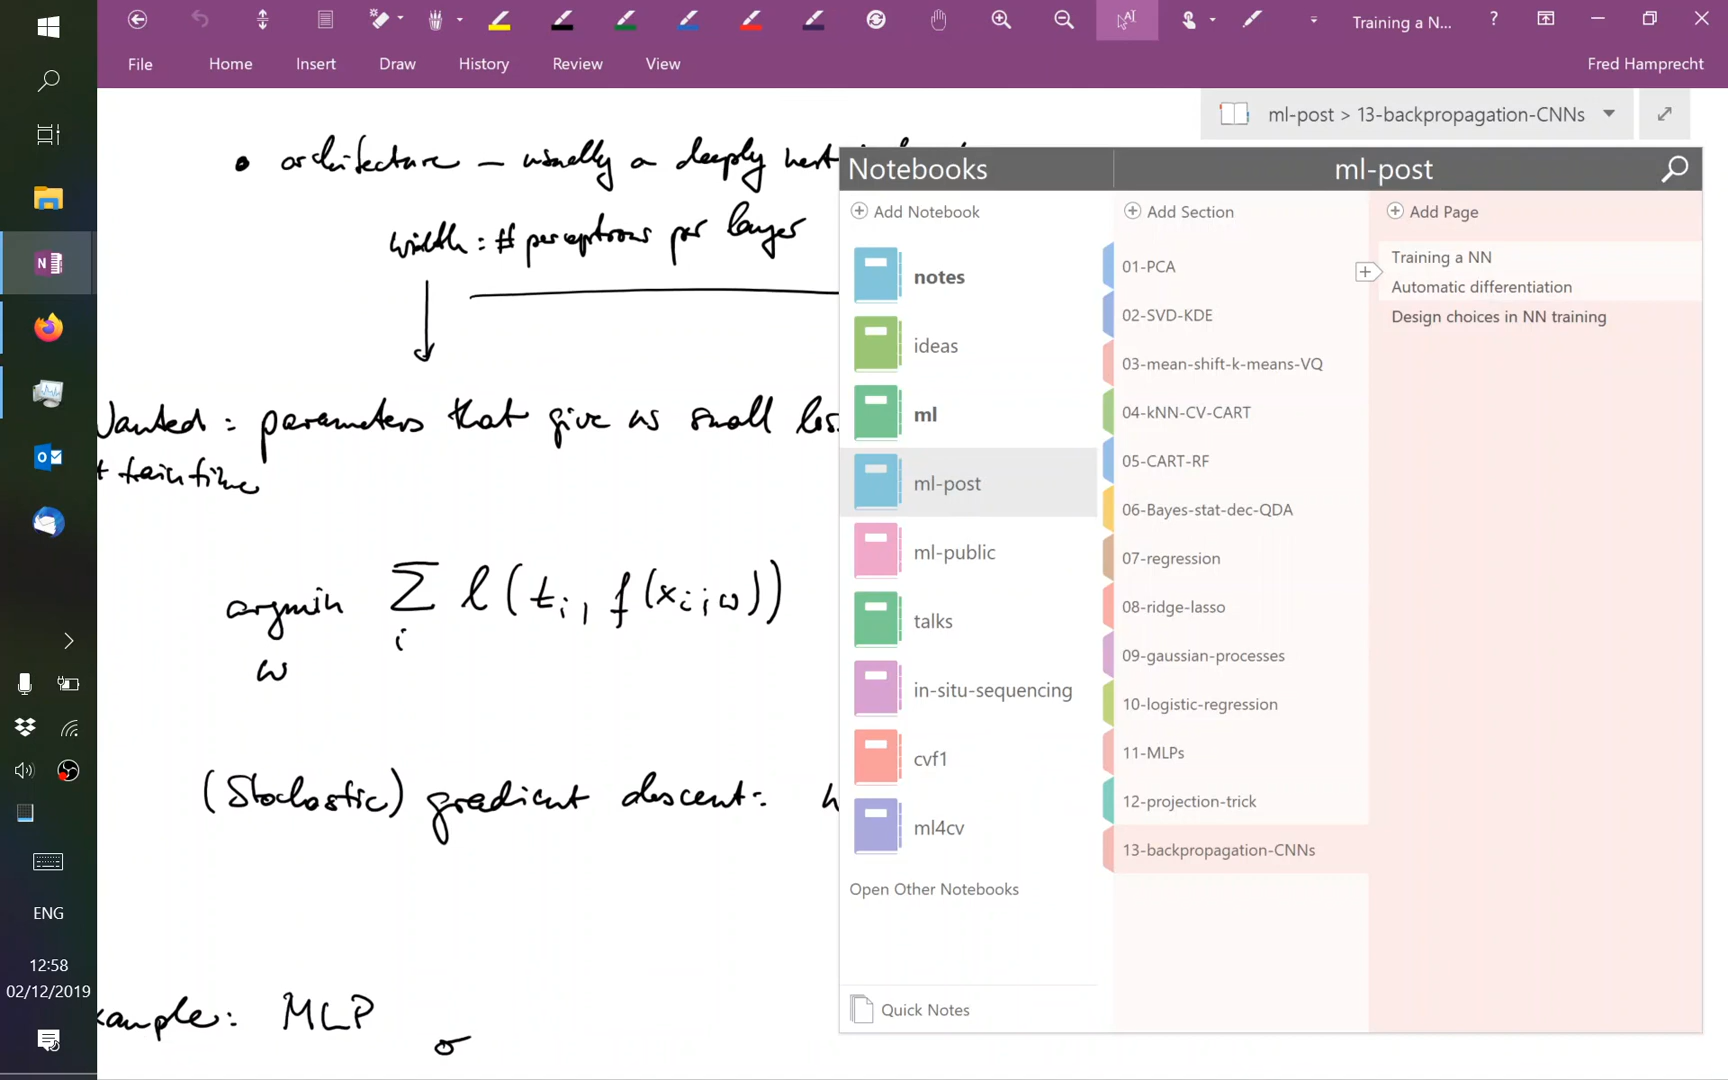 Training a N...
?
File
Home
Insert
Draw
History
Review
View
Fred Hamprecht
ml-post > 13-backpropagation-CNNs
• architecture – usually a deeply
width = # perceptrons per layer
Wanted = parameters that give us small los
+ train time
argmin Σ l(ti, f(xi; ω))
ω i
(Stochastic) gradient descent:
xample: MLP
σ
Notebooks
ml-post
Add Notebook
notes
ideas
ml
ml-post
ml-public
talks
in-situ-sequencing
cvf1
ml4cv
Open Other Notebooks
Quick Notes
Add Section
01-PCA
02-SVD-KDE
03-mean-shift-k-means-VQ
04-kNN-CV-CART
05-CART-RF
06-Bayes-stat-dec-QDA
07-regression
08-ridge-lasso
09-gaussian-processes
10-logistic-regression
11-MLPs
12-projection-trick
13-backpropagation-CNNs
Add Page
Training a NN
Automatic differentiation
Design choices in NN training
ENG
12:58
02/12/2019